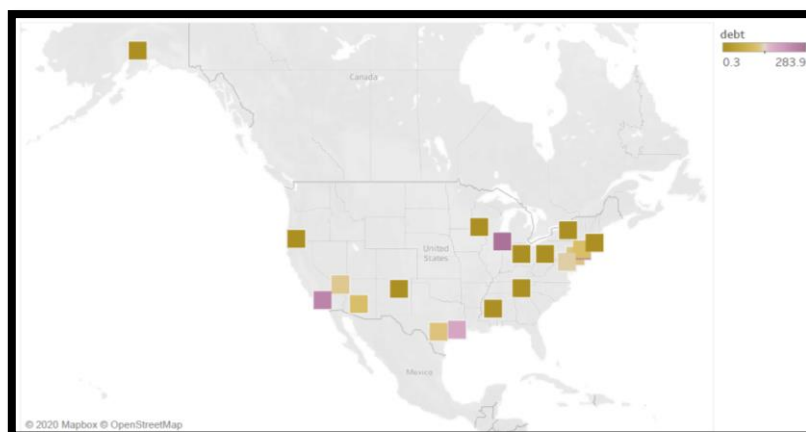 debt
0.3 283.9
Canada
United
States
Mexico
© 2020 Mapbox © OpenStreetMap